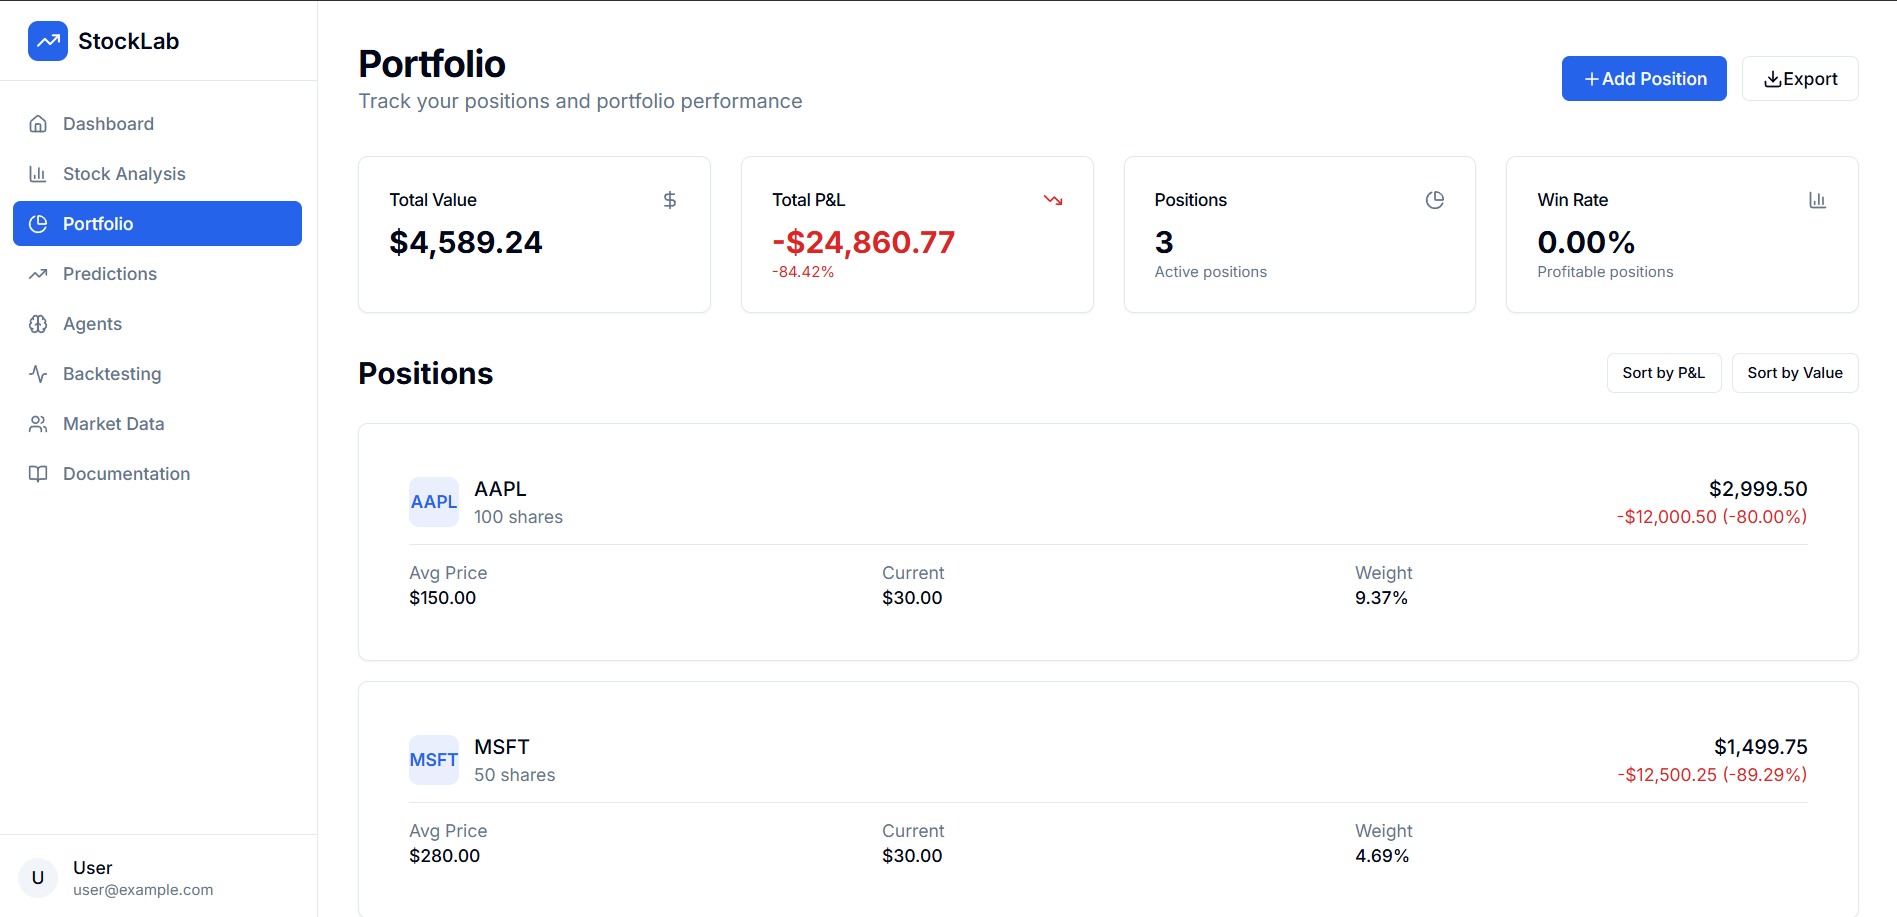 StockLab
Dashboard
Stock Analysis
Portfolio
Predictions
Agents
Backtesting
Market Data
Documentation
U
User
user@example.com
Portfolio
Track your positions and portfolio performance
Add Position
Export
Total Value
$
$4,589.24
Total P&L
-$24,860.77
-84.42%
Positions
3
Active positions
Win Rate
0.00%
Profitable positions
Positions
Sort by P&L
Sort by Value
AAPL
AAPL
100 shares
$2,999.50
-$12,000.50 (-80.00%)
Avg Price
$150.00
Current
$30.00
Weight
9.37%
MSFT
MSFT
50 shares
$1,499.75
-$12,500.25 (-89.29%)
Avg Price
$280.00
Current
$30.00
Weight
4.69%